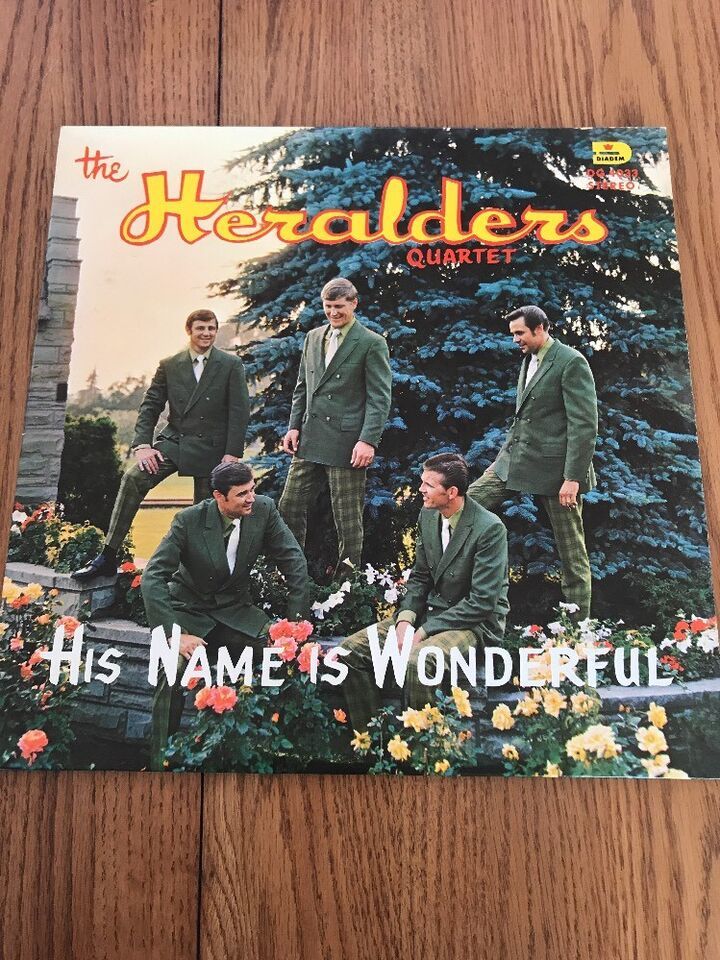 the
Heralders
QUARTET
DIADEM
STEREO
HIS NAME IS WONDERFUL